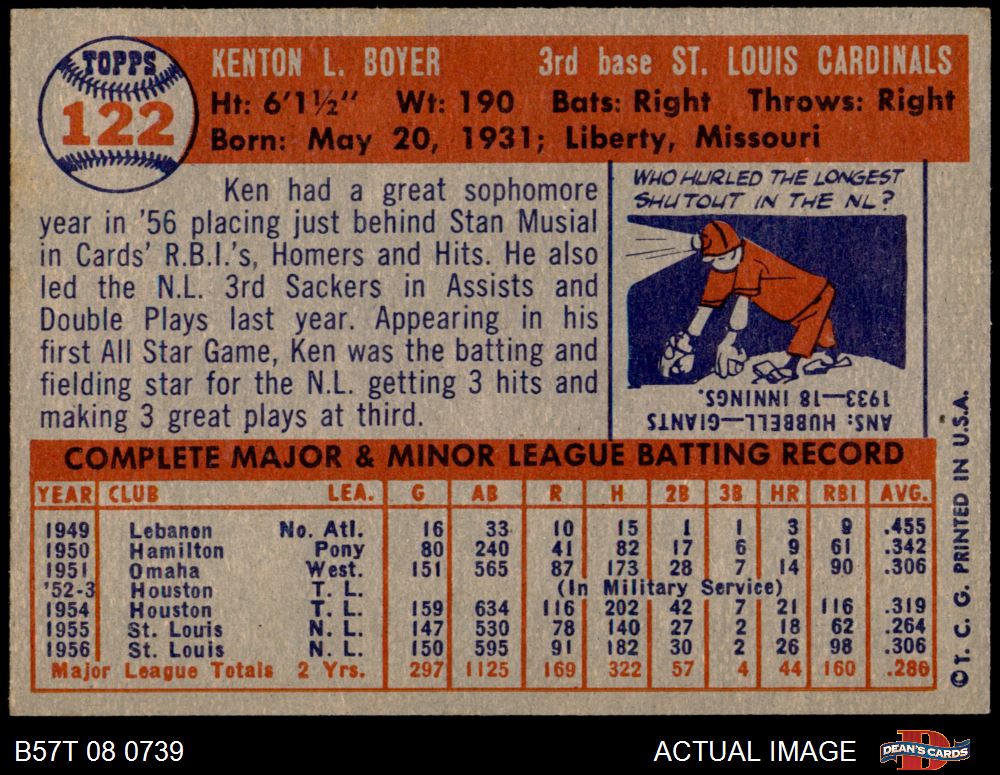 TOPPS
122
KENTON L. BOYER 3rd base ST. LOUIS CARDINALS
Ht: 6'1½" Wt: 190 Bats: Right Throws: Right
Born: May 20, 1931; Liberty, Missouri
Ken had a great sophomore
year in '56 placing just behind Stan Musial
in Cards' R.B.I.'s, Homers and Hits. He also
led the N.L. 3rd Sackers in Assists and
Double Plays last year. Appearing in his
first All Star Game, Ken was the batting and
fielding star for the N.L. getting 3 hits and
making 3 great plays at third.
WHO HURLED THE LONGEST
SHUTOUT IN THE NL?
ANS: HUBBELL—GIANTS
1933—18 INNINGS.
COMPLETE MAJOR & MINOR LEAGUE BATTING RECORD
YEAR CLUB LEA. G AB R H 2B 3B HR RBI AVG.
1949 Lebanon No. Atl. 16 33 10 15 1 1 3 9 .455
1950 Hamilton Pony 80 240 41 82 17 6 9 61 .342
1951 Omaha West. 151 565 87 173 28 7 14 90 .306
'52-3 Houston T. L. (In Military Service)
1954 Houston T. L. 159 634 116 202 42 7 21 116 .319
1955 St. Louis N. L. 147 530 78 140 27 2 18 62 .264
1956 St. Louis N. L. 150 595 91 182 30 2 26 98 .306
Major League Totals 2 Yrs. 297 1125 169 322 57 4 44 160 .286
©T. C. G. PRINTED IN U.S.A.
B57T 08 0739 ACTUAL IMAGE
D
DEAN'S CARDS